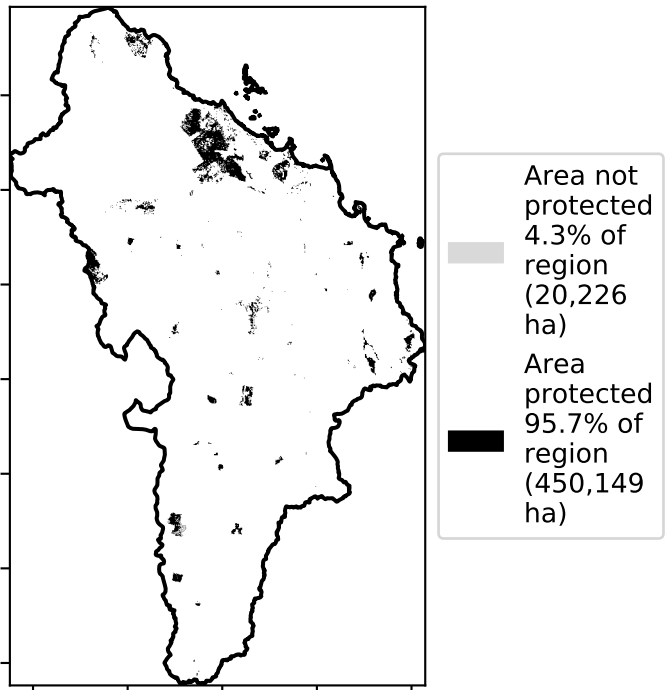 Area not
protected
4.3% of
region
(20,226
ha)
Area
protected
95.7% of
region
(450,149
ha)